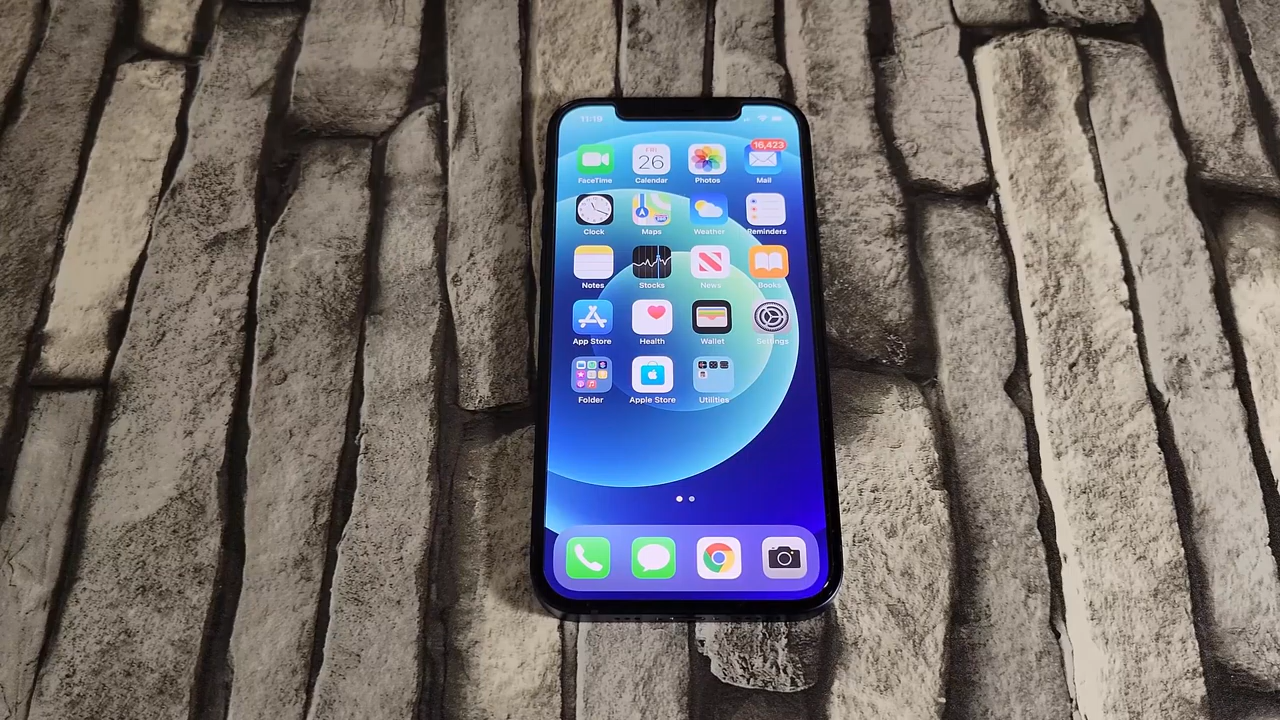 11:19
16,423
FRI
26
FaceTime Calendar Photos Mail
Clock Maps Weather Reminders
Notes Stocks News Books
App Store Health Wallet Settings
Folder Apple Store Utilities